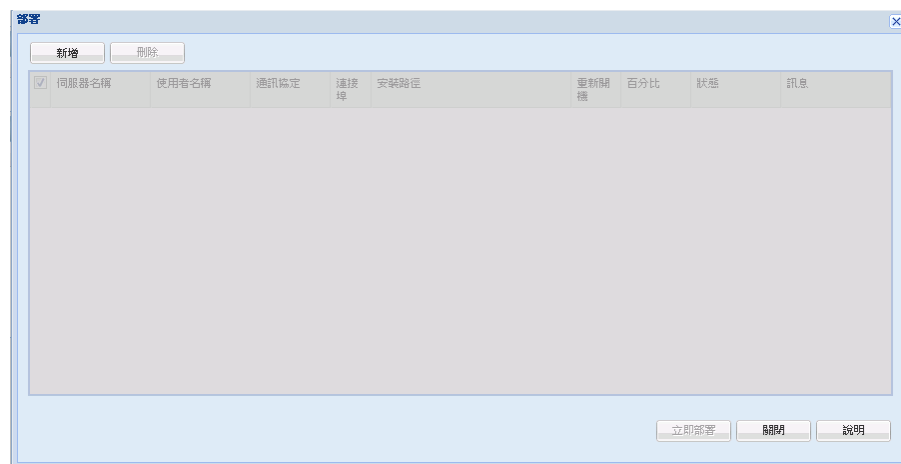 部署
新增 刪除
伺服器名稱 使用者名稱 通訊協定 連接埠 安裝路徑 重新開機 百分比 狀態 訊息
立即部署 關閉 說明